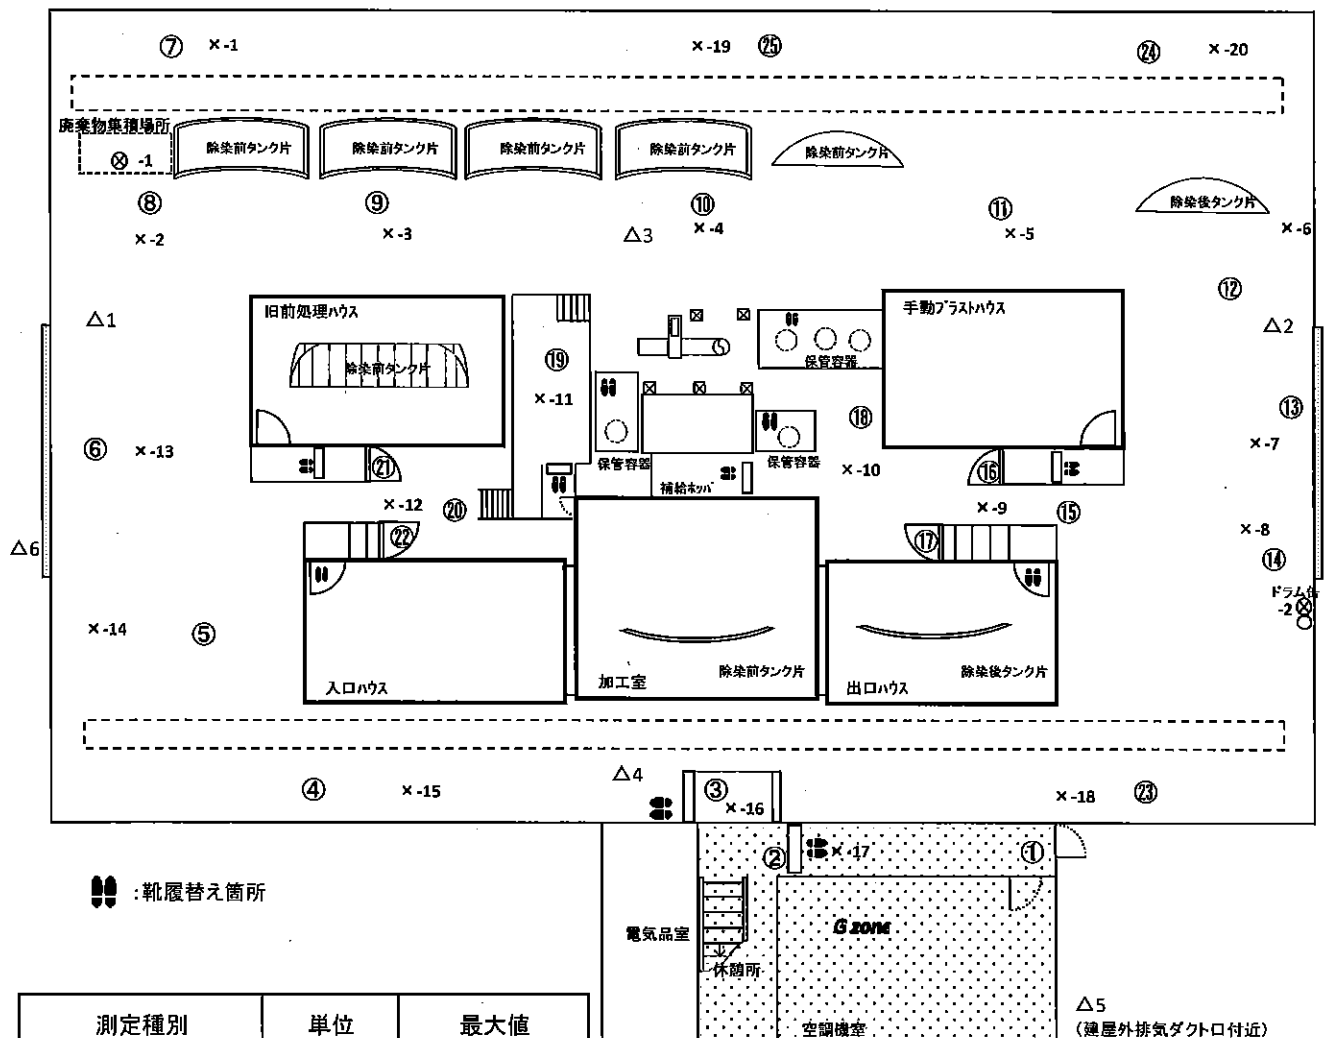 ⑦ ×-1 ×-19 ㉕ ㉔ ×-20
廃棄物集積場所
⊗ -1
除染前タンク片 除染前タンク片 除染前タンク片 除染前タンク片 除染前タンク片
除染後タンク片
⑧ ⑨ ⑩ ⑪
×-2 ×-3 △3 ×-4 ×-5 ×-6
⑫
△1 旧前処理ハウス 手動ブラストハウス △2
除染前タンク片 ⑲ 保管容器
×-11 ⑱ ⑬
⑥ ×-13 ×-7
㉑ 保管容器 保管容器 ×-10 ⑯
補給ホッパ
×-12 ⑳ ×-9 ⑮
㉒ ⑰ ×-8
△6 ⑭
ドラム缶
-2 ⊗
×-14 ⑤
入口ハウス 加工室 除染前タンク片 出口ハウス 除染後タンク片
△4
④ ×-15 ③ ×-16 ×-18 ㉓
② ×-17 ①
:靴履替え箇所
電気品室 G ZONE
休憩所
測定種別 単位 最大値
空調機室
△5
(建屋外排気ダクト口付近)